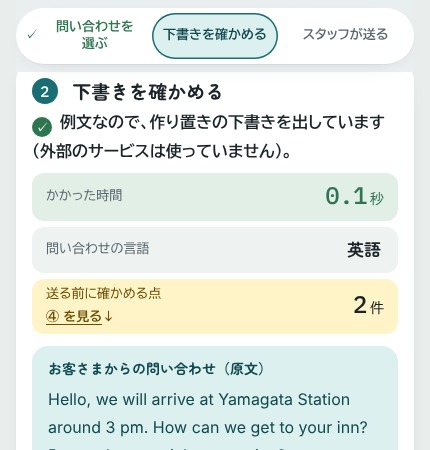 ✓ 問い合わせを
選ぶ
下書きを確かめる
スタッフが送る
2 下書きを確かめる
✓ 例文なので、作り置きの下書きを出しています
(外部のサービスは使っていません)。
かかった時間
0.1秒
問い合わせの言語
英語
送る前に確かめる点
④ を見る↓
2件
お客さまからの問い合わせ（原文）
Hello, we will arrive at Yamagata Station
around 3 pm. How can we get to your inn?